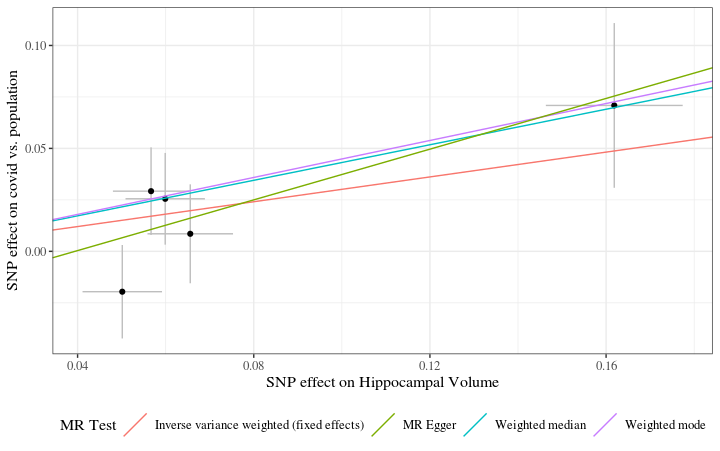 SNP effect on covid vs. population
0.10
0.05
0.00
0.04
0.08
0.12
0.16
SNP effect on Hippocampal Volume
MR Test
Inverse variance weighted (fixed effects)
MR Egger
Weighted median
Weighted mode